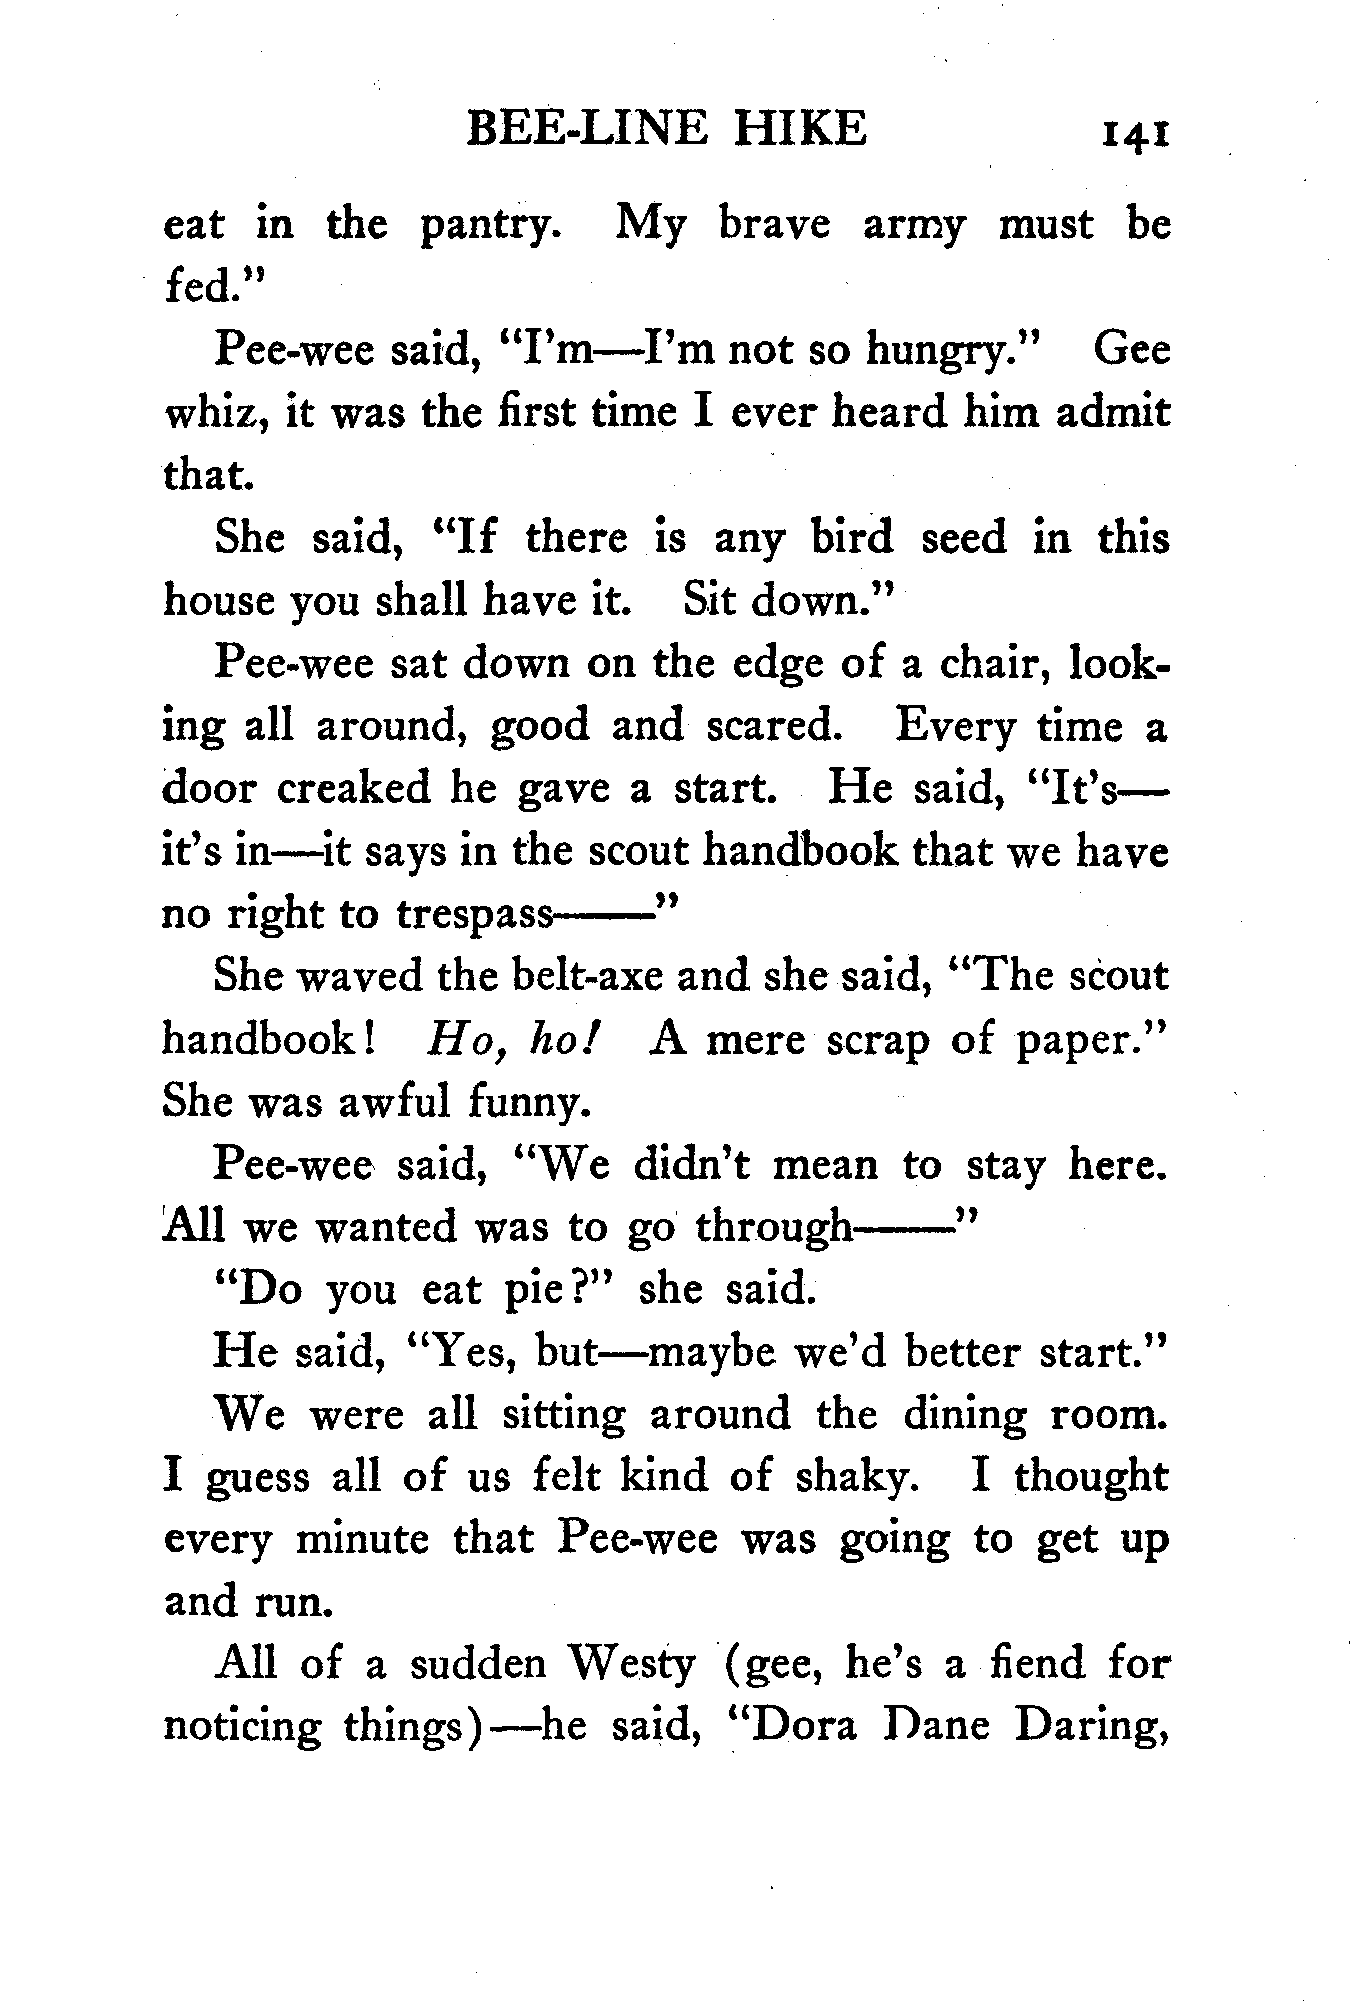 BEE-LINE HIKE 141
eat in the pantry. My brave army must be
fed."
Pee-wee said, "I'm—I'm not so hungry." Gee
whiz, it was the first time I ever heard him admit
that.
She said, "If there is any bird seed in this
house you shall have it. Sit down."
Pee-wee sat down on the edge of a chair, look-
ing all around, good and scared. Every time a
door creaked he gave a start. He said, "It's—
it's in—it says in the scout handbook that we have
no right to trespass——"
She waved the belt-axe and she said, "The scout
handbook! Ho, ho! A mere scrap of paper."
She was awful funny.
Pee-wee said, "We didn't mean to stay here.
All we wanted was to go through——"
"Do you eat pie?" she said.
He said, "Yes, but—maybe we'd better start."
We were all sitting around the dining room.
I guess all of us felt kind of shaky. I thought
every minute that Pee-wee was going to get up
and run.
All of a sudden Westy (gee, he's a fiend for
noticing things)—he said, "Dora Dane Daring,